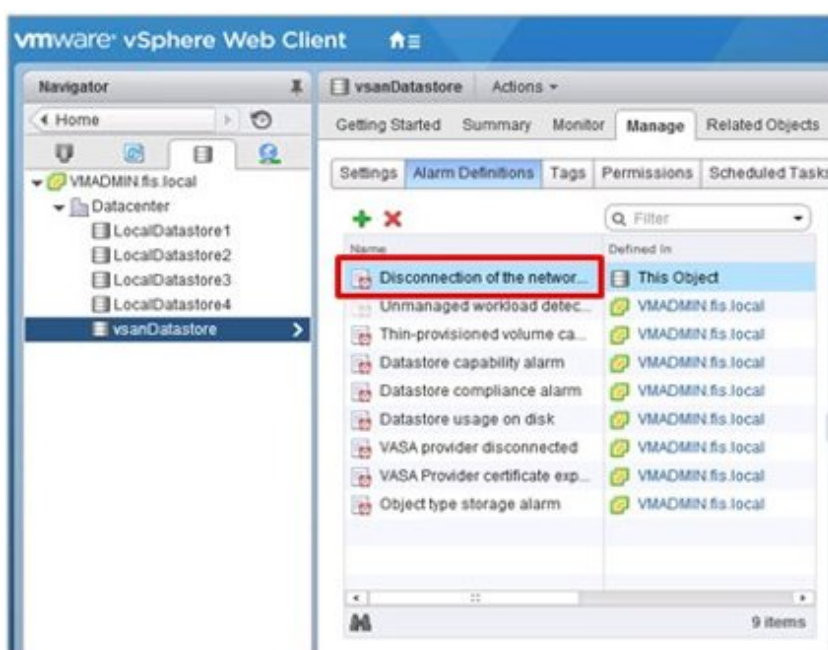 vmware® vSphere Web Client
Navigator
Home
VMADMIN.fis.local
Datacenter
LocalDatastore1
LocalDatastore2
LocalDatastore3
LocalDatastore4
vsanDatastore
vsanDatastore Actions
Getting Started Summary Monitor Manage Related Objects
Settings Alarm Definitions Tags Permissions Scheduled Tasks
Filter
Name Defined In
Disconnection of the networ... This Object
Unmanaged workload detec... VMADMIN.fis.local
Thin-provisioned volume ca... VMADMIN.fis.local
Datastore capability alarm VMADMIN.fis.local
Datastore compliance alarm VMADMIN.fis.local
Datastore usage on disk VMADMIN.fis.local
VASA provider disconnected VMADMIN.fis.local
VASA Provider certificate exp... VMADMIN.fis.local
Object type storage alarm VMADMIN.fis.local
9 items